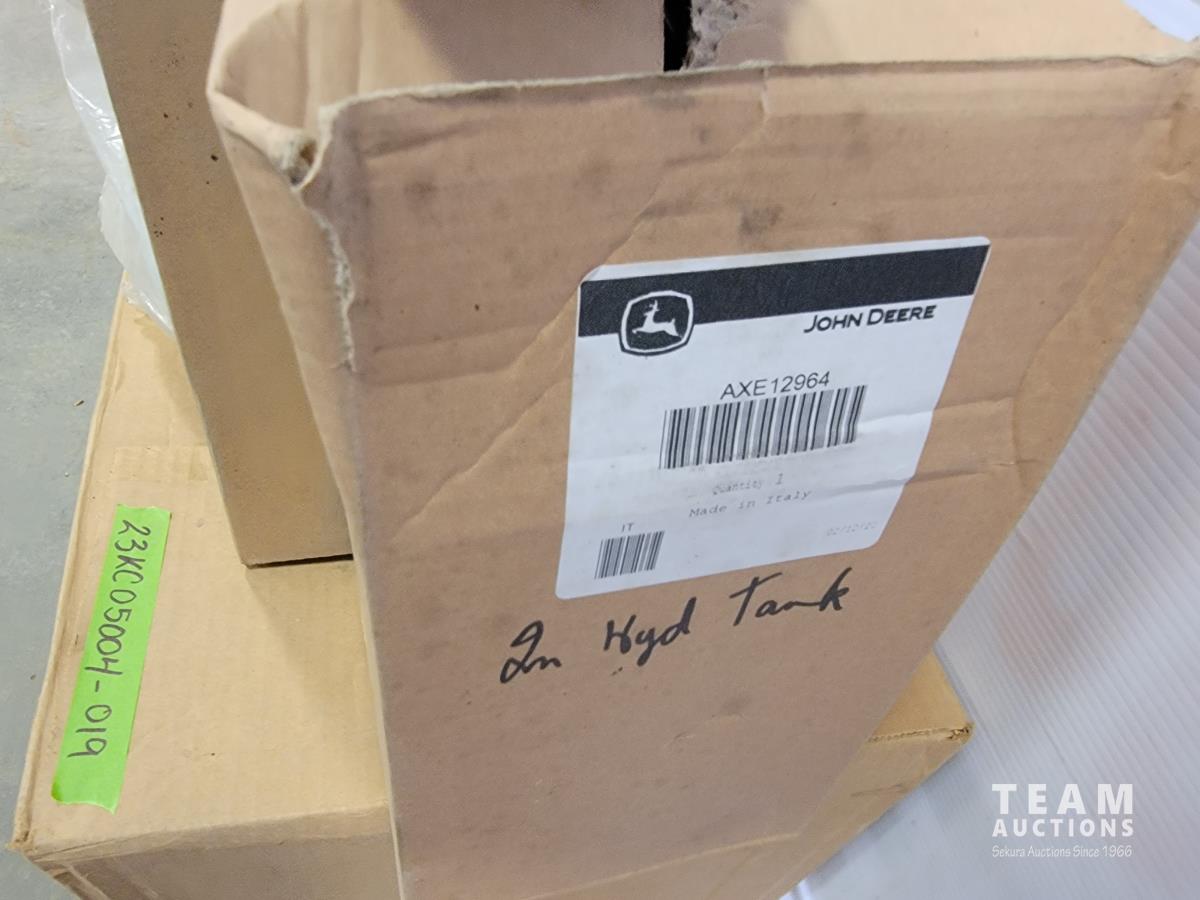 JOHN DEERE
AXE12964
Quantity 1
Made in Italy
IT
In Hyd Tank
23KC05004-019
TEAM
AUCTIONS
Sekura Auctions Since 1966